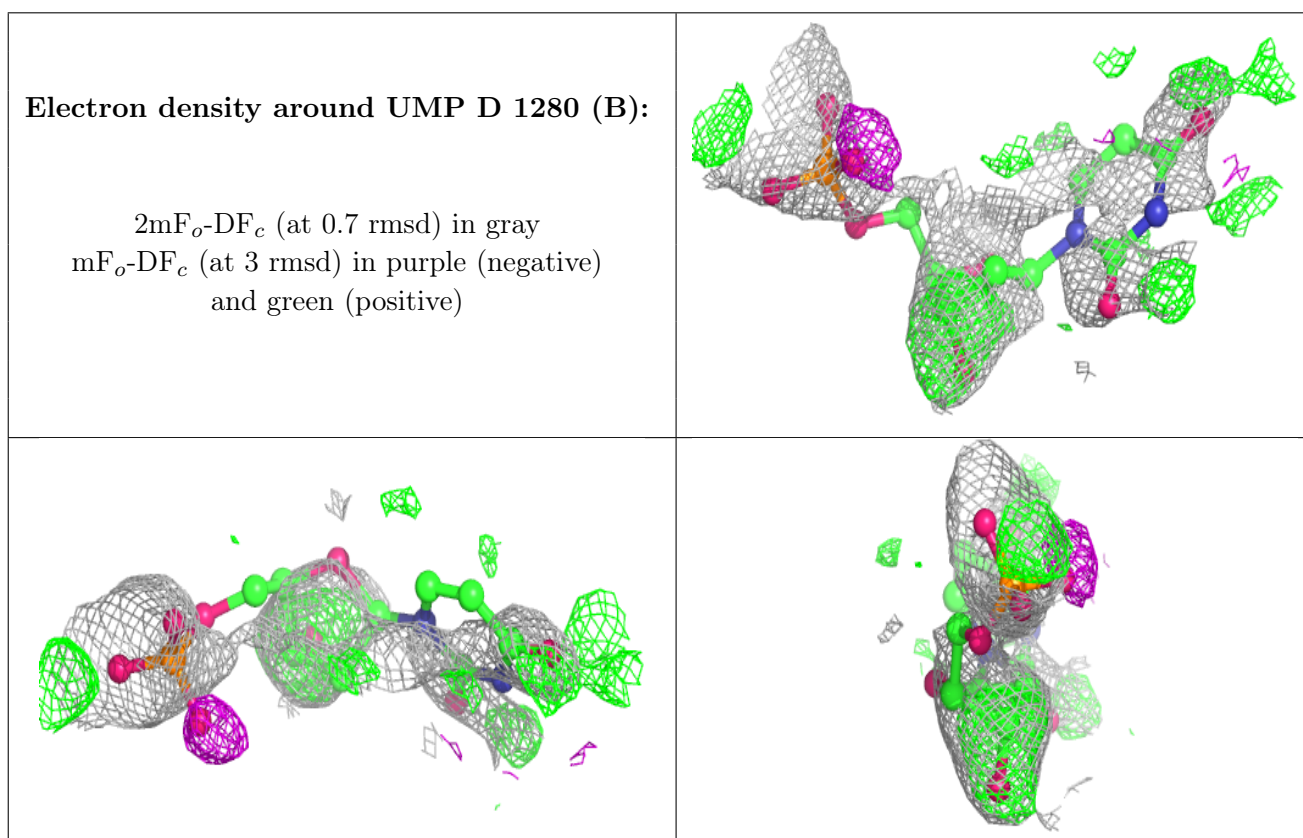 Electron density around UMP D 1280 (B):
2mFo-DFc (at 0.7 rmsd) in gray
mFo-DFc (at 3 rmsd) in purple (negative)
and green (positive)